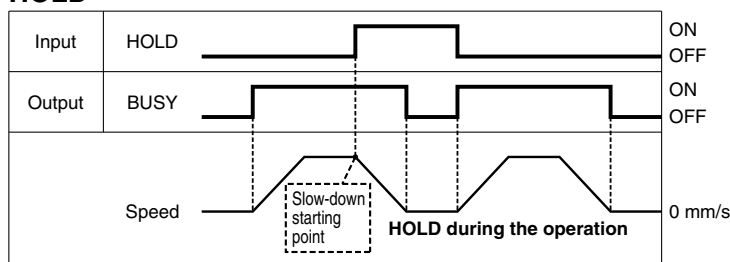 HOLD
Input HOLD ON
OFF
Output BUSY ON
OFF
Speed 0 mm/s
Slow-down
starting
point
HOLD during the operation